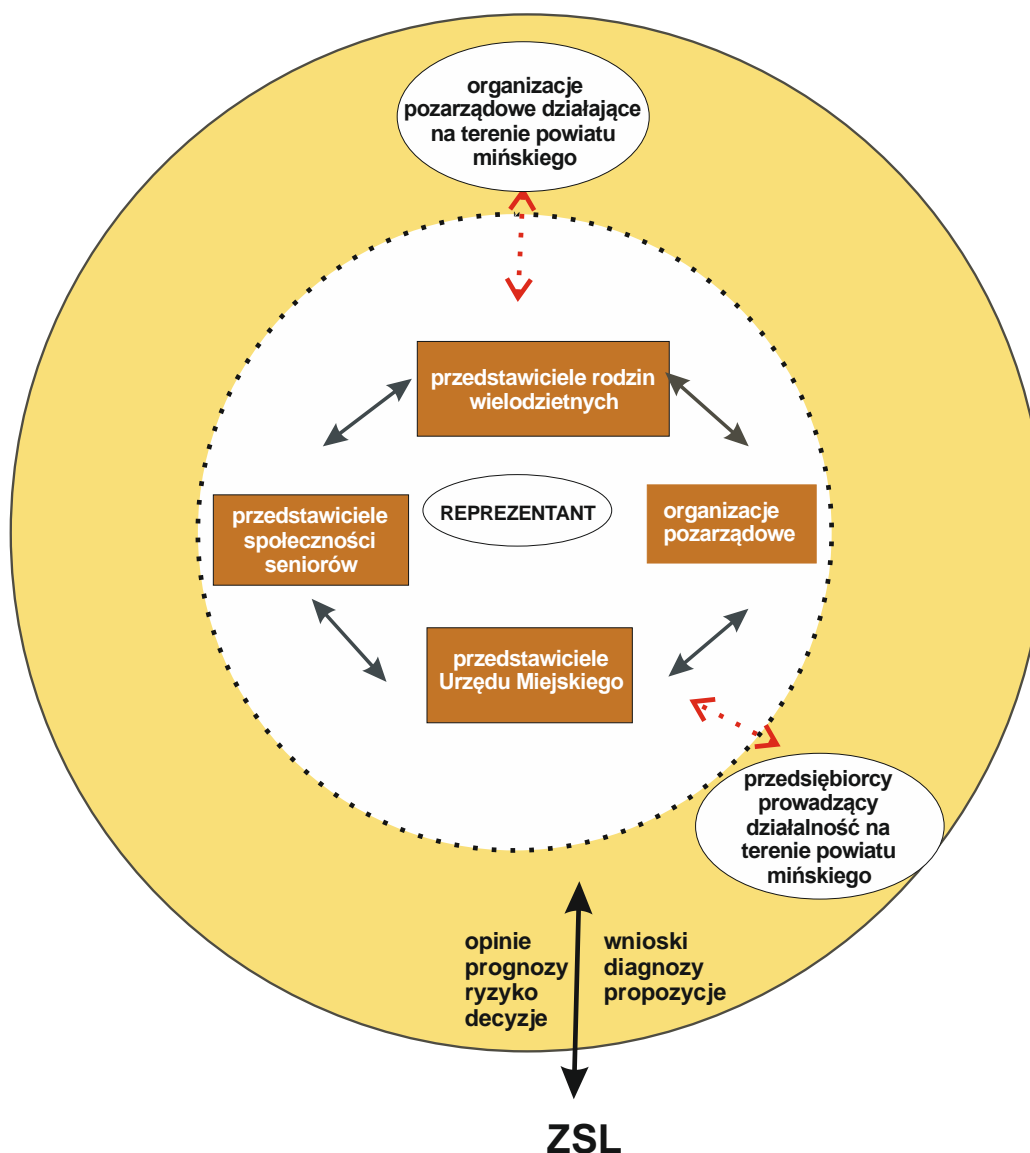 organizacje
pozarządowe działające
na terenie powiatu
mińskiego
przedstawiciele rodzin
wielodzietnych
przedstawiciele
społeczności
seniorów
REPREZENTANT
organizacje
pozarządowe
przedstawiciele
Urzędu Miejskiego
przedsiębiorcy
prowadzący
działalność na
terenie powiatu
mińskiego
opinie
prognozy
ryzyko
decyzje
wnioski
diagnozy
propozycje
ZSL